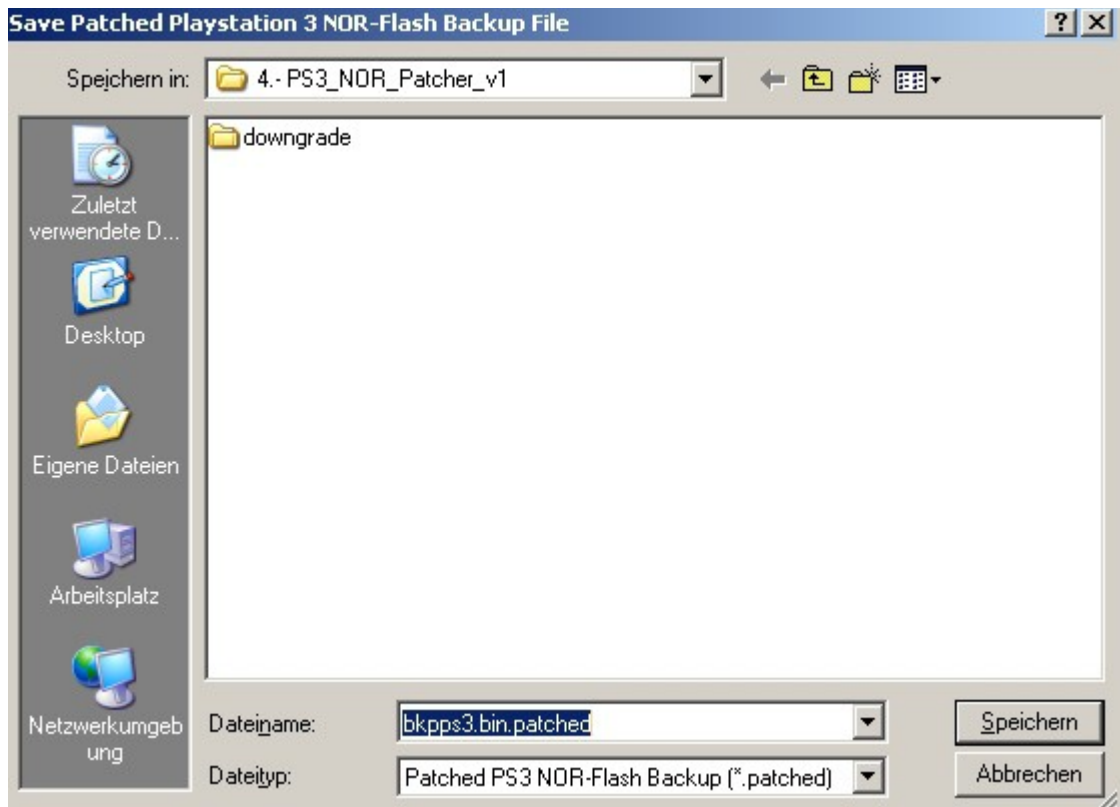 Save Patched Playstation 3 NOR-Flash Backup File
Speichern in:
4.- PS3_NOR_Patcher_v1
downgrade
Zuletzt
verwendete D...
Desktop
Eigene Dateien
Arbeitsplatz
Netzwerkumgeb
ung
Dateiname:
bkpps3.bin.patched
Speichern
Dateityp:
Patched PS3 NOR-Flash Backup (*.patched)
Abbrechen